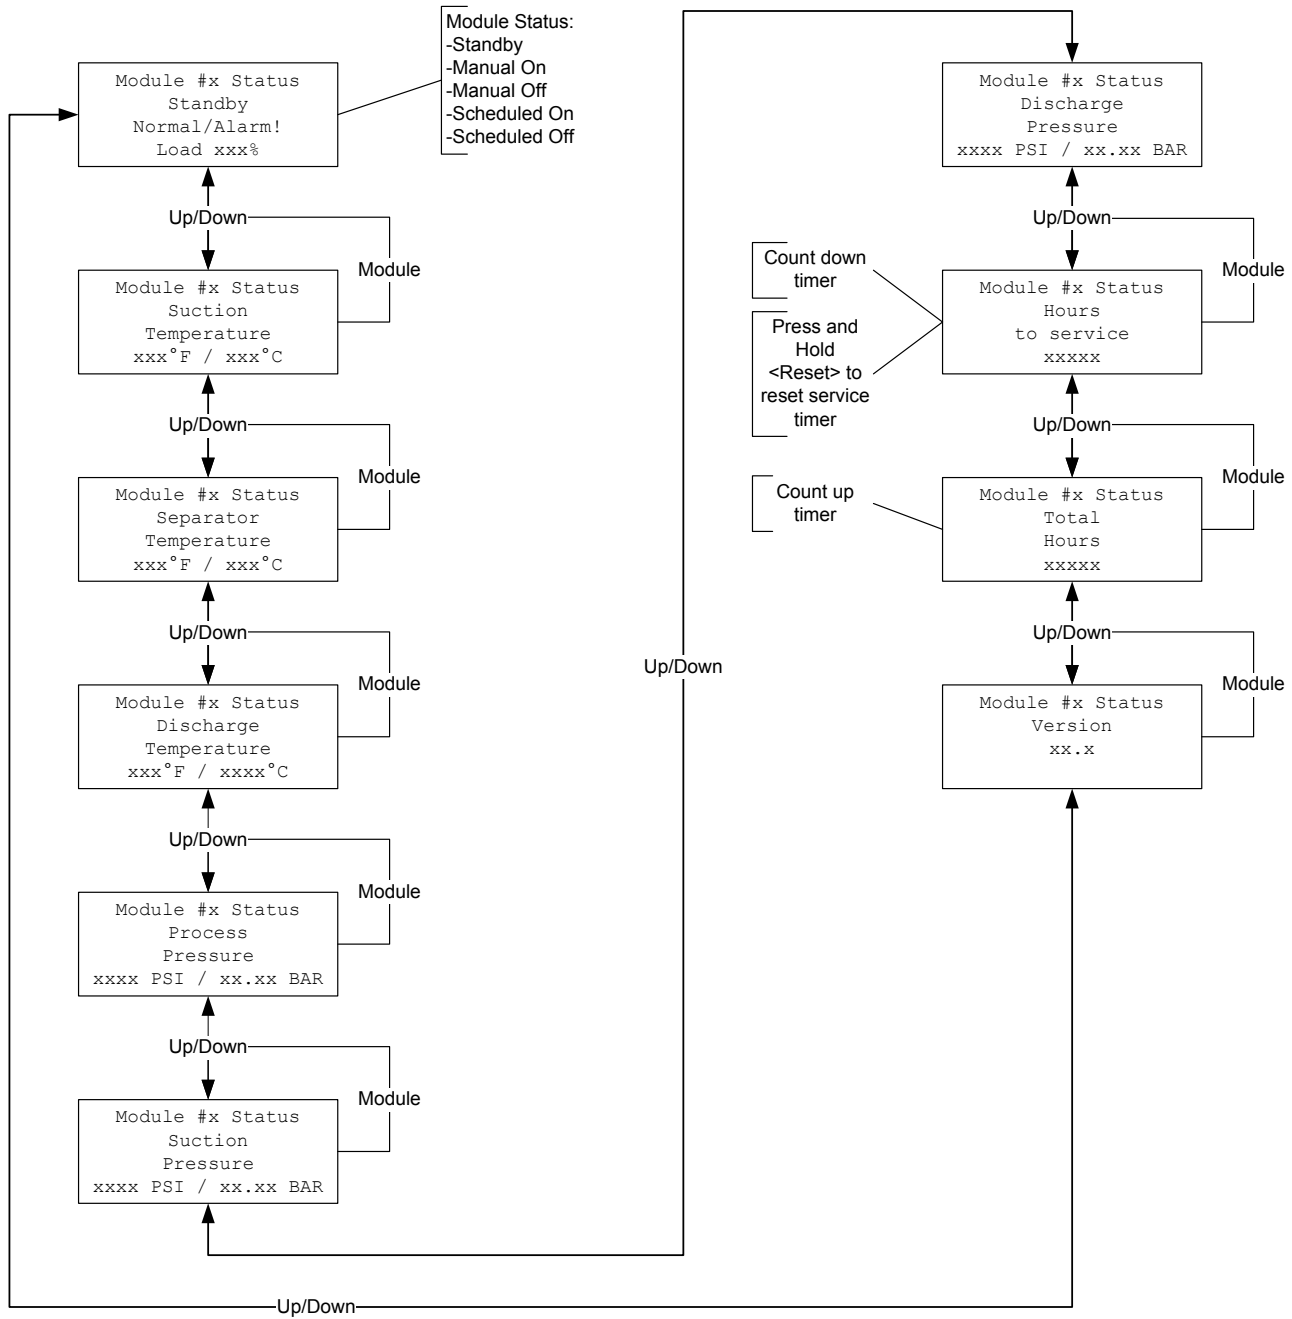 Module Status:
-Standby
-Manual On
-Manual Off
-Scheduled On
-Scheduled Off
Module #x Status
Standby
Normal/Alarm!
Load xxx%
Up/Down
Module
Module #x Status
Suction
Temperature
xxx°F / xxx°C
Up/Down
Module
Module #x Status
Separator
Temperature
xxx°F / xxx°C
Up/Down
Module
Module #x Status
Discharge
Temperature
xxx°F / xxxx°C
Up/Down
Module
Module #x Status
Process
Pressure
xxxx PSI / xx.xx BAR
Up/Down
Module
Module #x Status
Suction
Pressure
xxxx PSI / xx.xx BAR
Up/Down
Module #x Status
Discharge
Pressure
xxxx PSI / xx.xx BAR
Up/Down
Module
Count down
timer
Press and
Hold
<Reset> to
reset service
timer
Module #x Status
Hours
to service
xxxxx
Up/Down
Module
Count up
timer
Module #x Status
Total
Hours
xxxxx
Up/Down
Module
Module #x Status
Version
xx.x
Up/Down